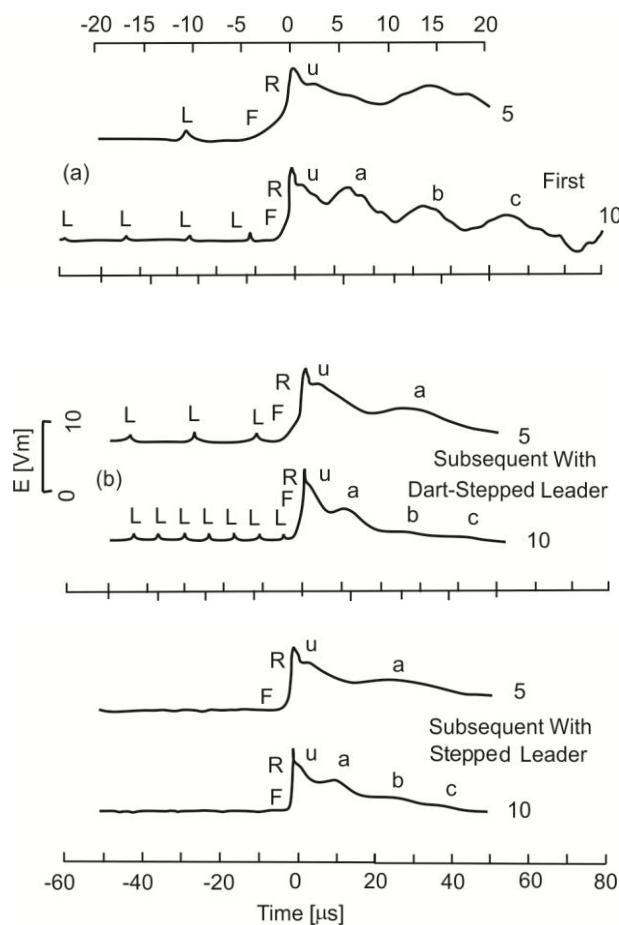 -20 -15 -10 -5 0 5 10 15 20
R u
L F 5
(a) u a First
R b c
L L L L F 10
u
R a
L L L F 5
E [Vm] 0 10
(b) Subsequent With
R u Dart-Stepped Leader
F a
L L L L L L L b c
10
u
R a
F 5
Subsequent With
Stepped Leader
u
R a b c
F 10
-60 -40 -20 0 20 40 60 80
Time [µs]